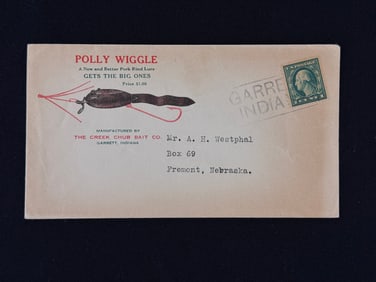 POLLY WIGGLE
A New and Better Pork Rind Lure
GETS THE BIG ONES
Price $1.00
MANUFACTURED BY
THE CREEK CHUB BAIT CO.
GARRETT, INDIANA
GARRE
INDIA
Mr. A. H. Westphal
Box 69
Fremont, Nebraska.